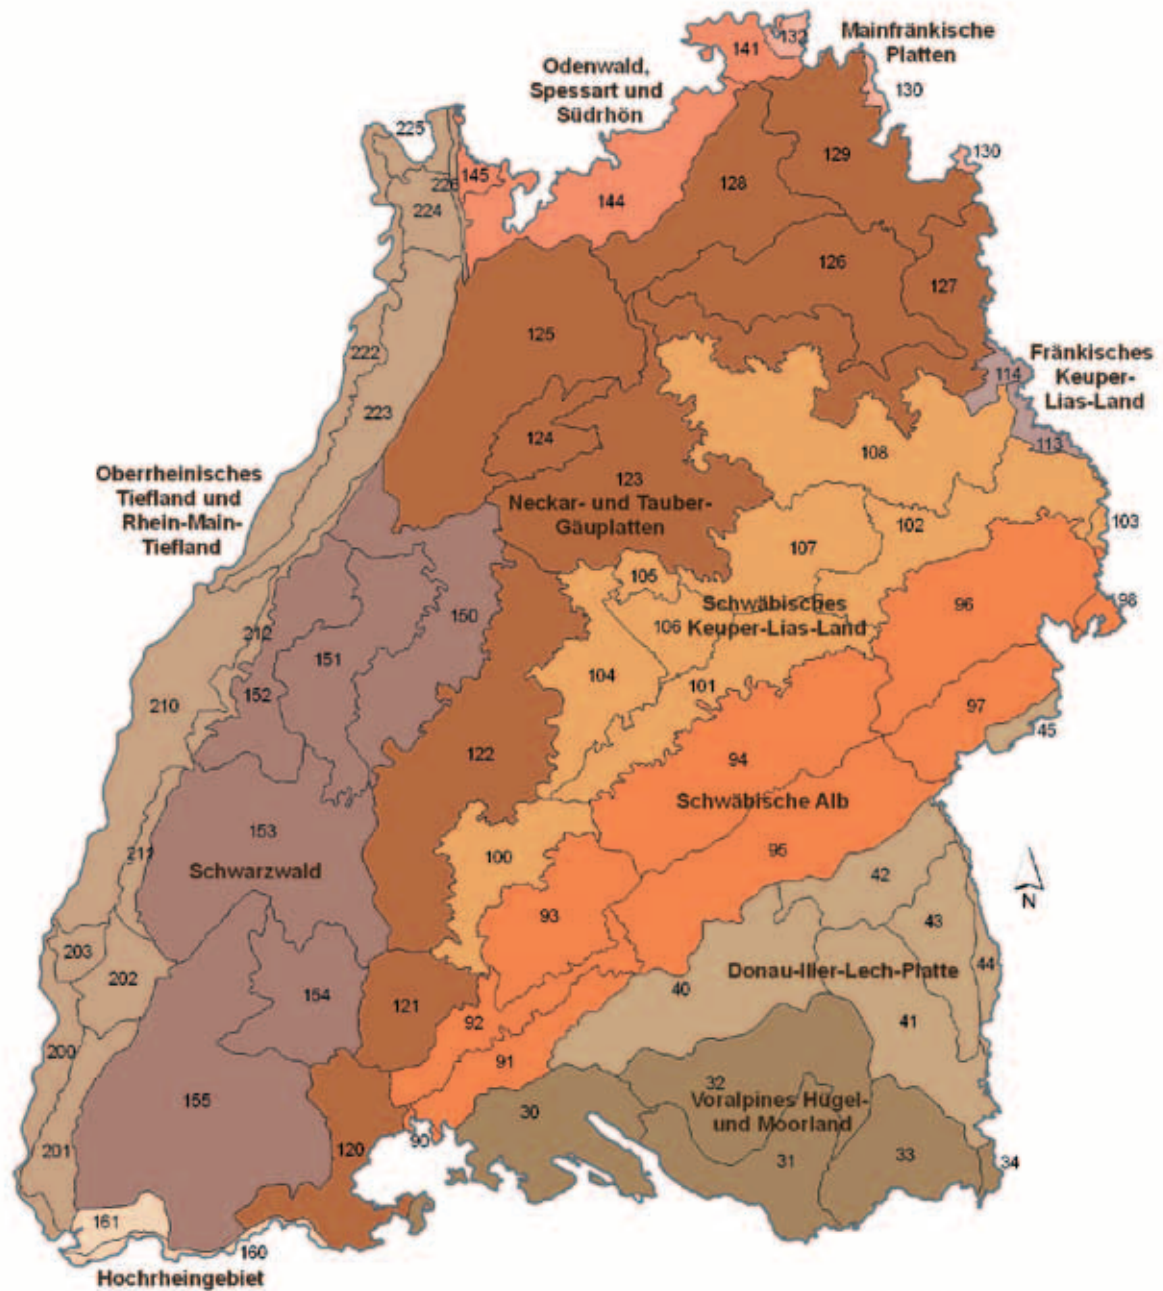 132
141
Mainfränkische
Platten
Odenwald,
Spessart und
Südrhön
130
225
129
130
226
145
128
144
224
126
127
125
222
Fränkisches
Keuper-
Lias-Land
114
223
124
113
108
123
Oberrheinisches
Tiefland und
Rhein-Main-
Tiefland
Neckar- und Tauber-
Gäuplatten
103
102
107
105
98
Schwäbisches
Keuper-Lias-Land
96
150
106
212
151
104
101
152
210
97
45
122
94
Schwäbische Alb
153
211
Schwarzwald
100
95
42
N
93
43
203
202
44
Donau-Iller-Lech-Platte
154
40
121
92
41
200
91
32
155
Voralpines Hügel-
und Moorland
30
90
201
120
31
33
34
161
160
Hochrheingebiet